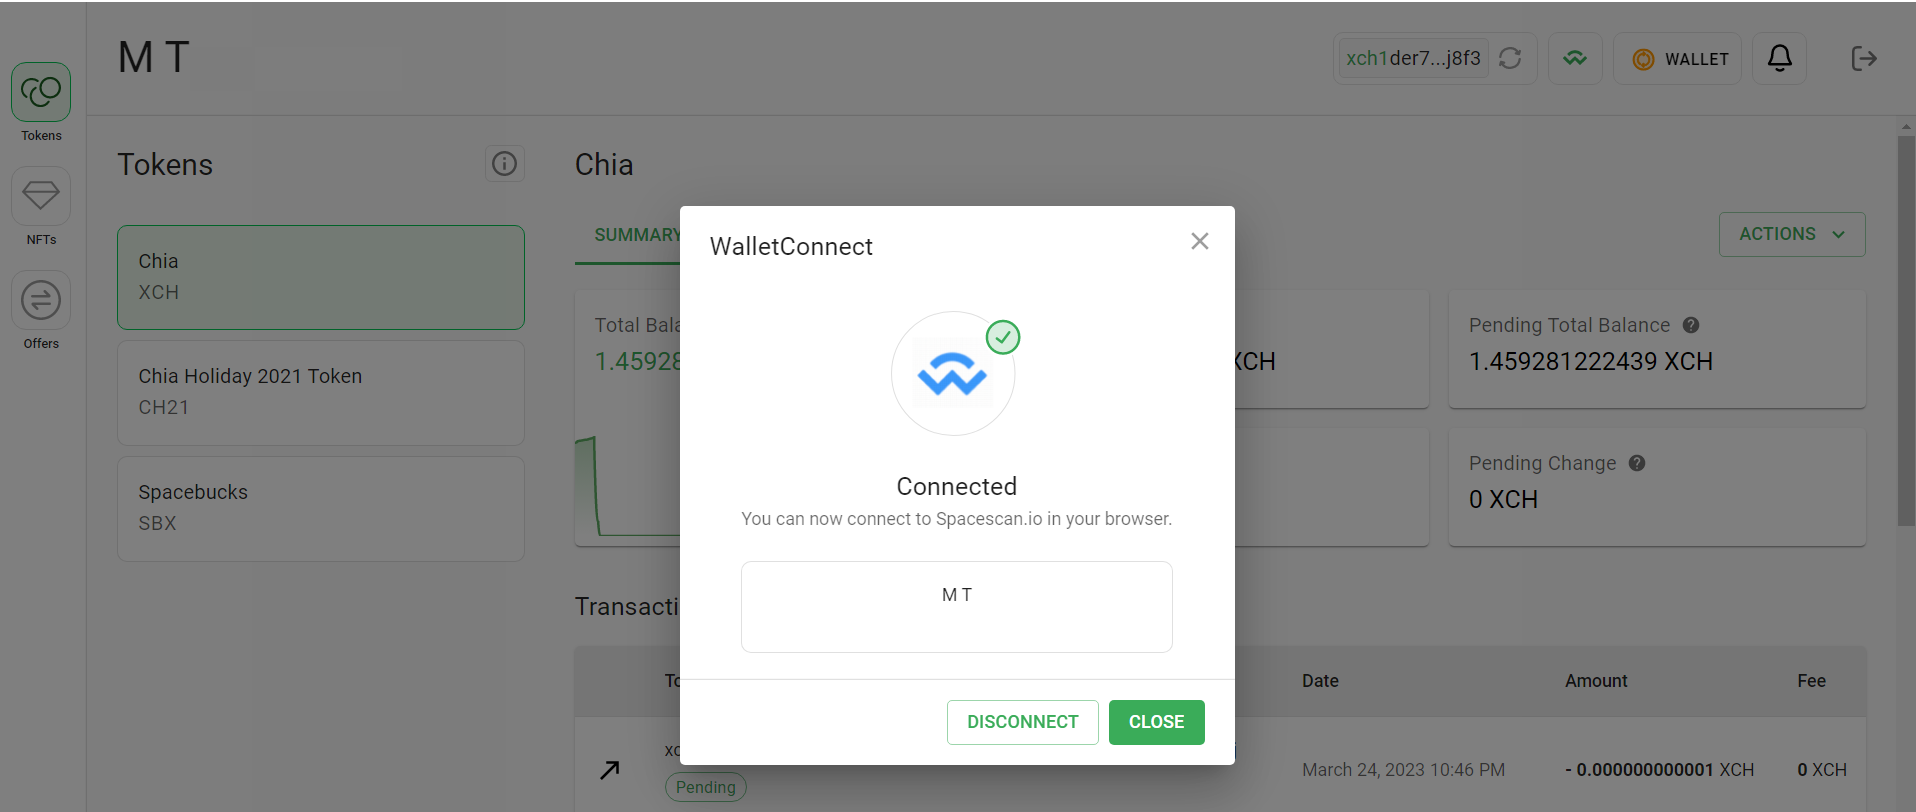 M T
xch1der7...j8f3
WALLET
Tokens
NFTs
Offers
Tokens
Chia
XCH
Chia Holiday 2021 Token
CH21
Spacebucks
SBX
Chia
SUMMARY
ACTIONS
Total Bala
1.45928
XCH
Pending Total Balance
1.459281222439 XCH
Pending Change
0 XCH
WalletConnect
Connected
You can now connect to Spacescan.io in your browser.
M T
DISCONNECT
CLOSE
Transacti
To
Date
Amount
Fee
xc
Pending
March 24, 2023 10:46 PM
- 0.000000000001 XCH
0 XCH